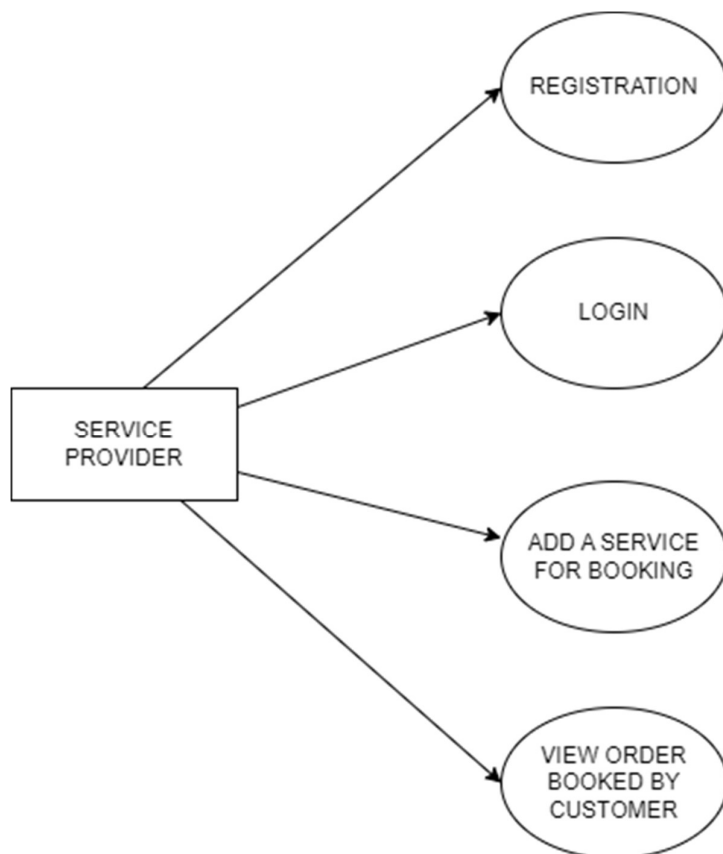 REGISTRATION
LOGIN
SERVICE
PROVIDER
ADD A SERVICE
FOR BOOKING
VIEW ORDER
BOOKED BY
CUSTOMER